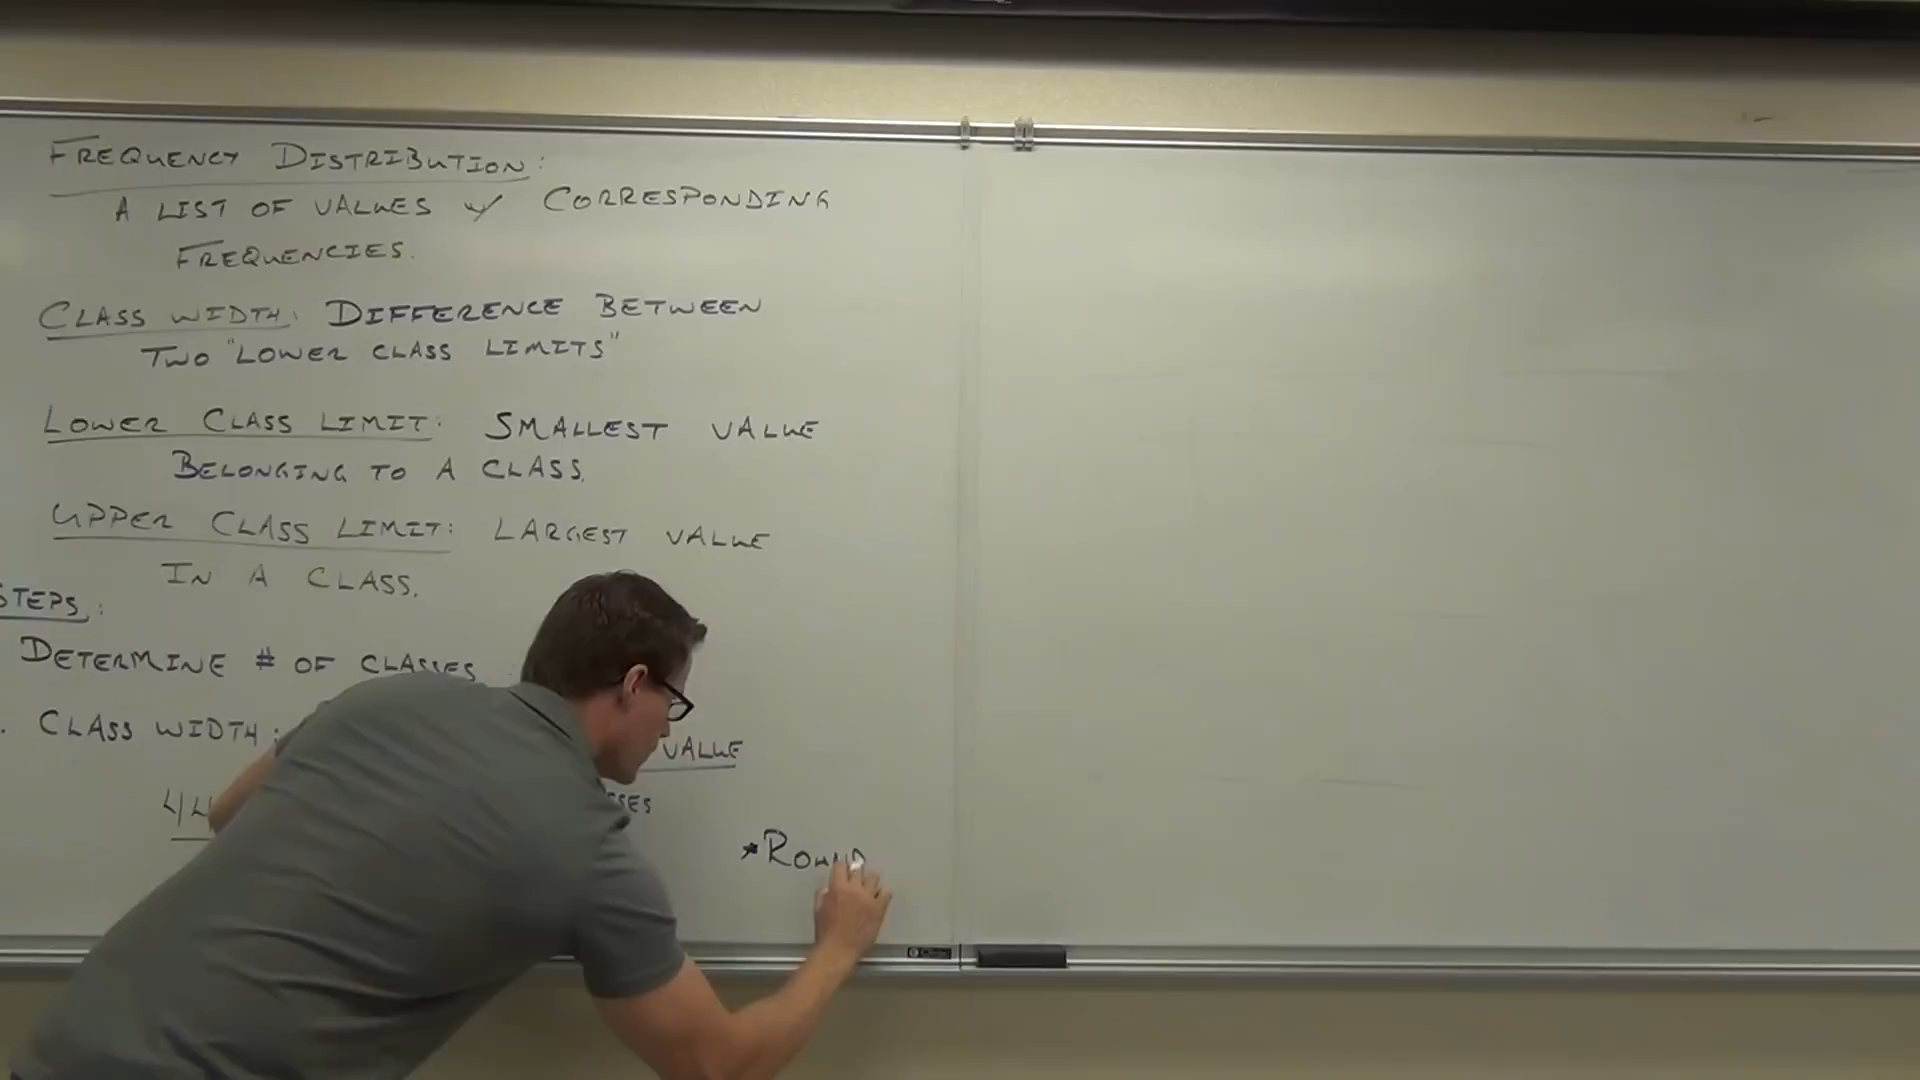 FREQUENCY DISTRIBUTION:
A LIST OF VALUES w/ CORRESPONDING
FREQUENCIES.
CLASS WIDTH: DIFFERENCE BETWEEN
TWO "LOWER CLASS LIMITS"
LOWER CLASS LIMIT: SMALLEST VALUE
BELONGING TO A CLASS.
UPPER CLASS LIMIT: LARGEST VALUE
IN A CLASS.
STEPS:
DETERMINE # OF CLASSES
. CLASS WIDTH: VALUE
*ROUND